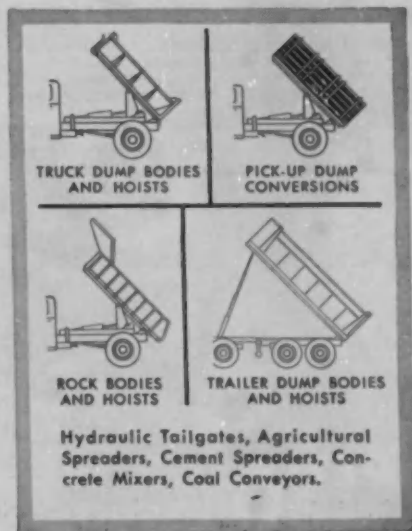 TRUCK DUMP BODIES
AND HOISTS
PICK-UP DUMP
CONVERSIONS
ROCK BODIES
AND HOISTS
TRAILER DUMP BODIES
AND HOISTS
Hydraulic Tailgates, Agricultural
Spreaders, Cement Spreaders, Con-
crete Mixers, Coal Conveyors.